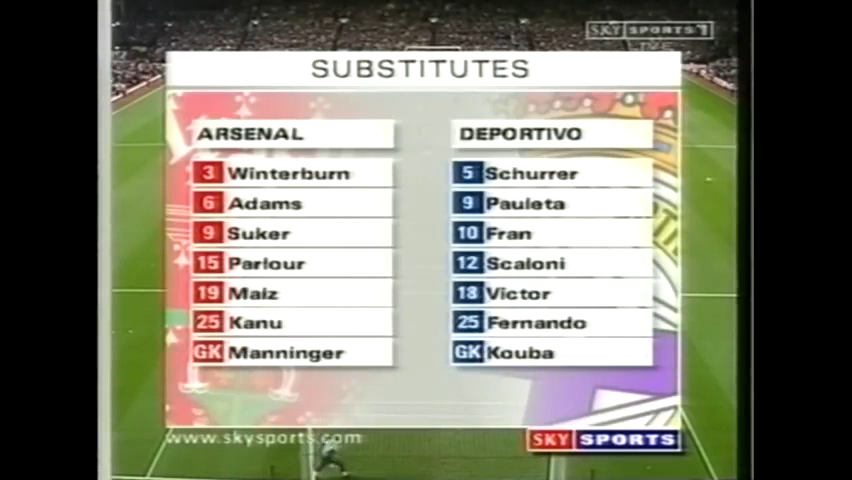 SKY SPORTS 1
LIVE
SUBSTITUTES
ARSENAL
3 Winterburn
6 Adams
9 Suker
15 Parlour
19 Malz
25 Kanu
GK Manninger
DEPORTIVO
5 Schurrer
9 Pauleta
10 Fran
12 Scaloni
18 Victor
25 Fernando
GK Kouba
www.skysports.com
SKY SPORTS